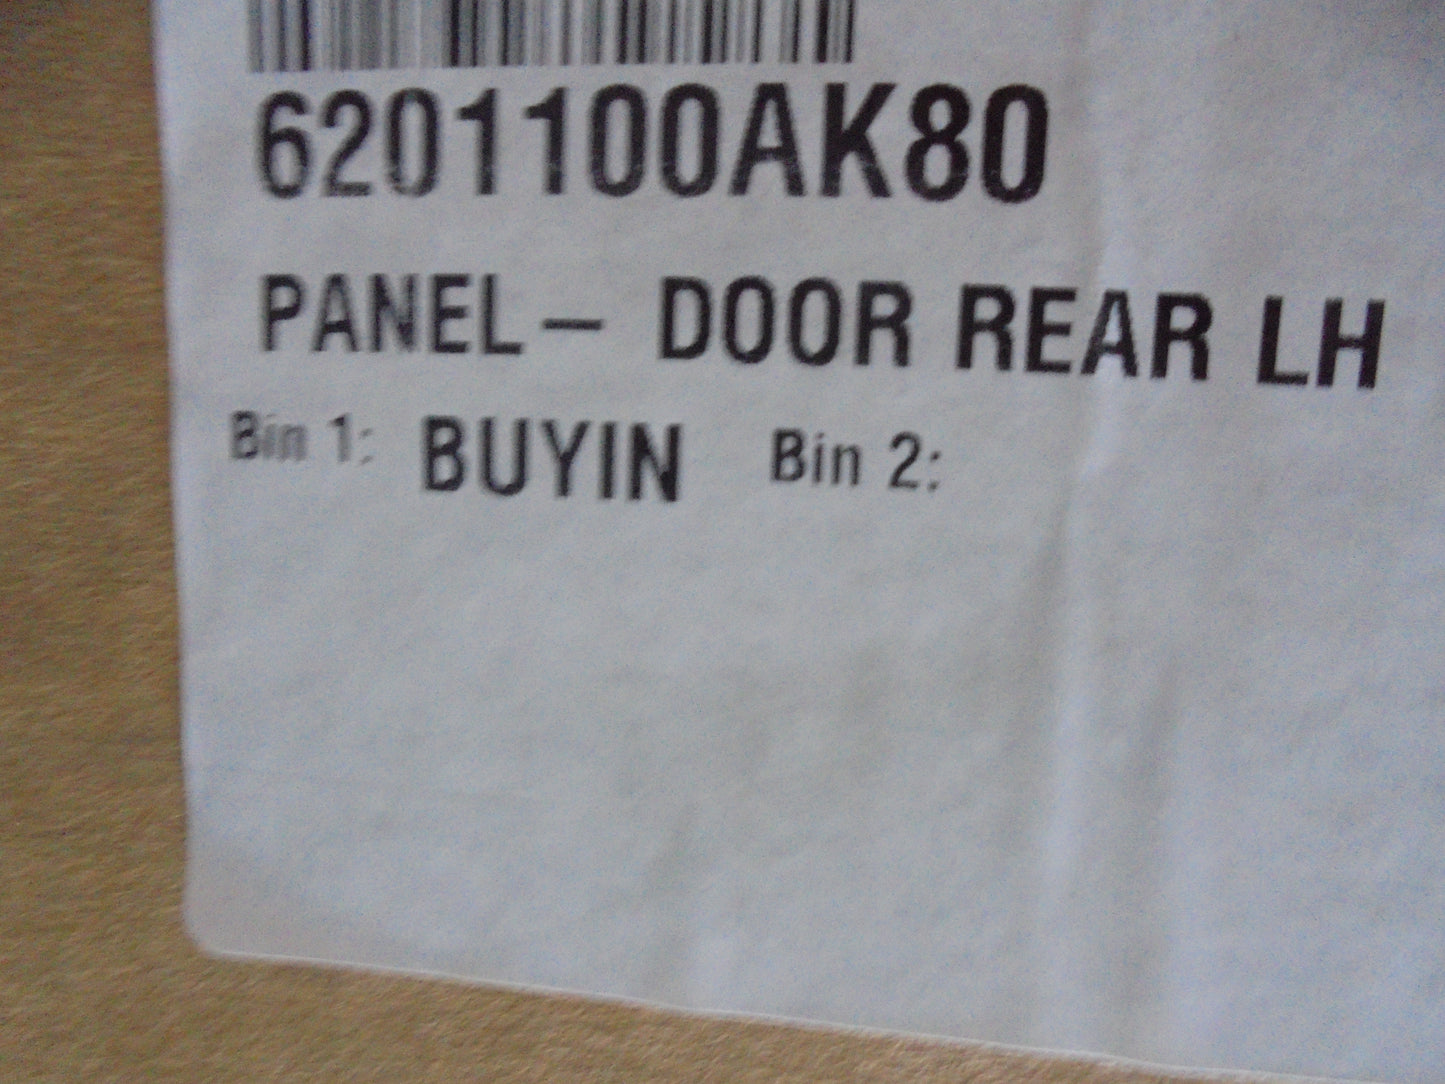 6201100AK80
PANEL- DOOR REAR LH
Bin 1: BUYIN Bin 2: